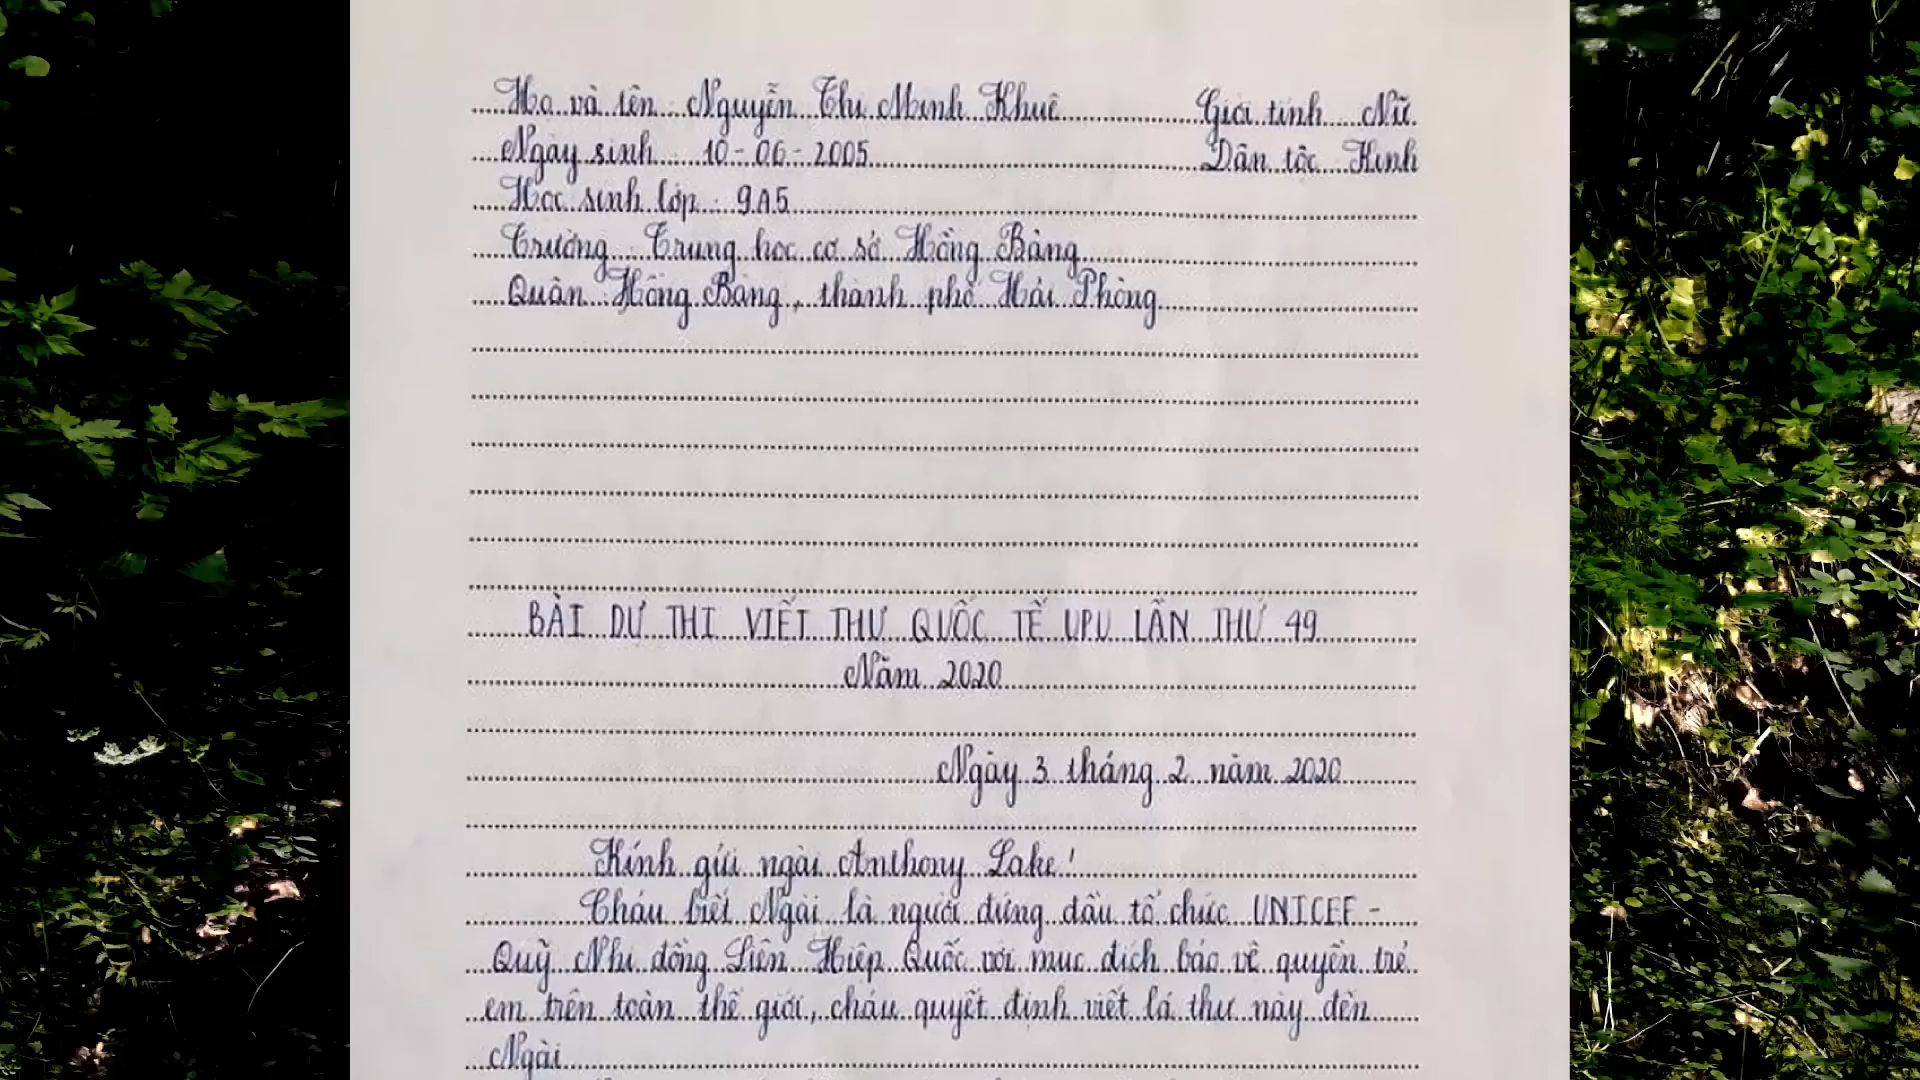 Họ và tên : Nguyễn Thị Minh Khuê Giới tính : Nữ
Ngày sinh : 10-06-2005 Dân tộc : Kinh
Học sinh lớp : 9A5
Trường : Trung học cơ sở Hồng Bàng
Quận Hồng Bàng, thành phố Hải Phòng
BÀI DỰ THI VIẾT THƯ QUỐC TẾ UPU LẦN THỨ 49
Năm 2020
Ngày 3 tháng 2 năm 2020
Kính gửi ngài Anthony Lake!
Cháu biết Ngài là người đứng đầu tổ chức UNICEF -
Quỹ Nhi đồng Liên Hiệp Quốc với mục đích bảo vệ quyền trẻ
em trên toàn thế giới, cháu quyết định viết lá thư này đến
Ngài.